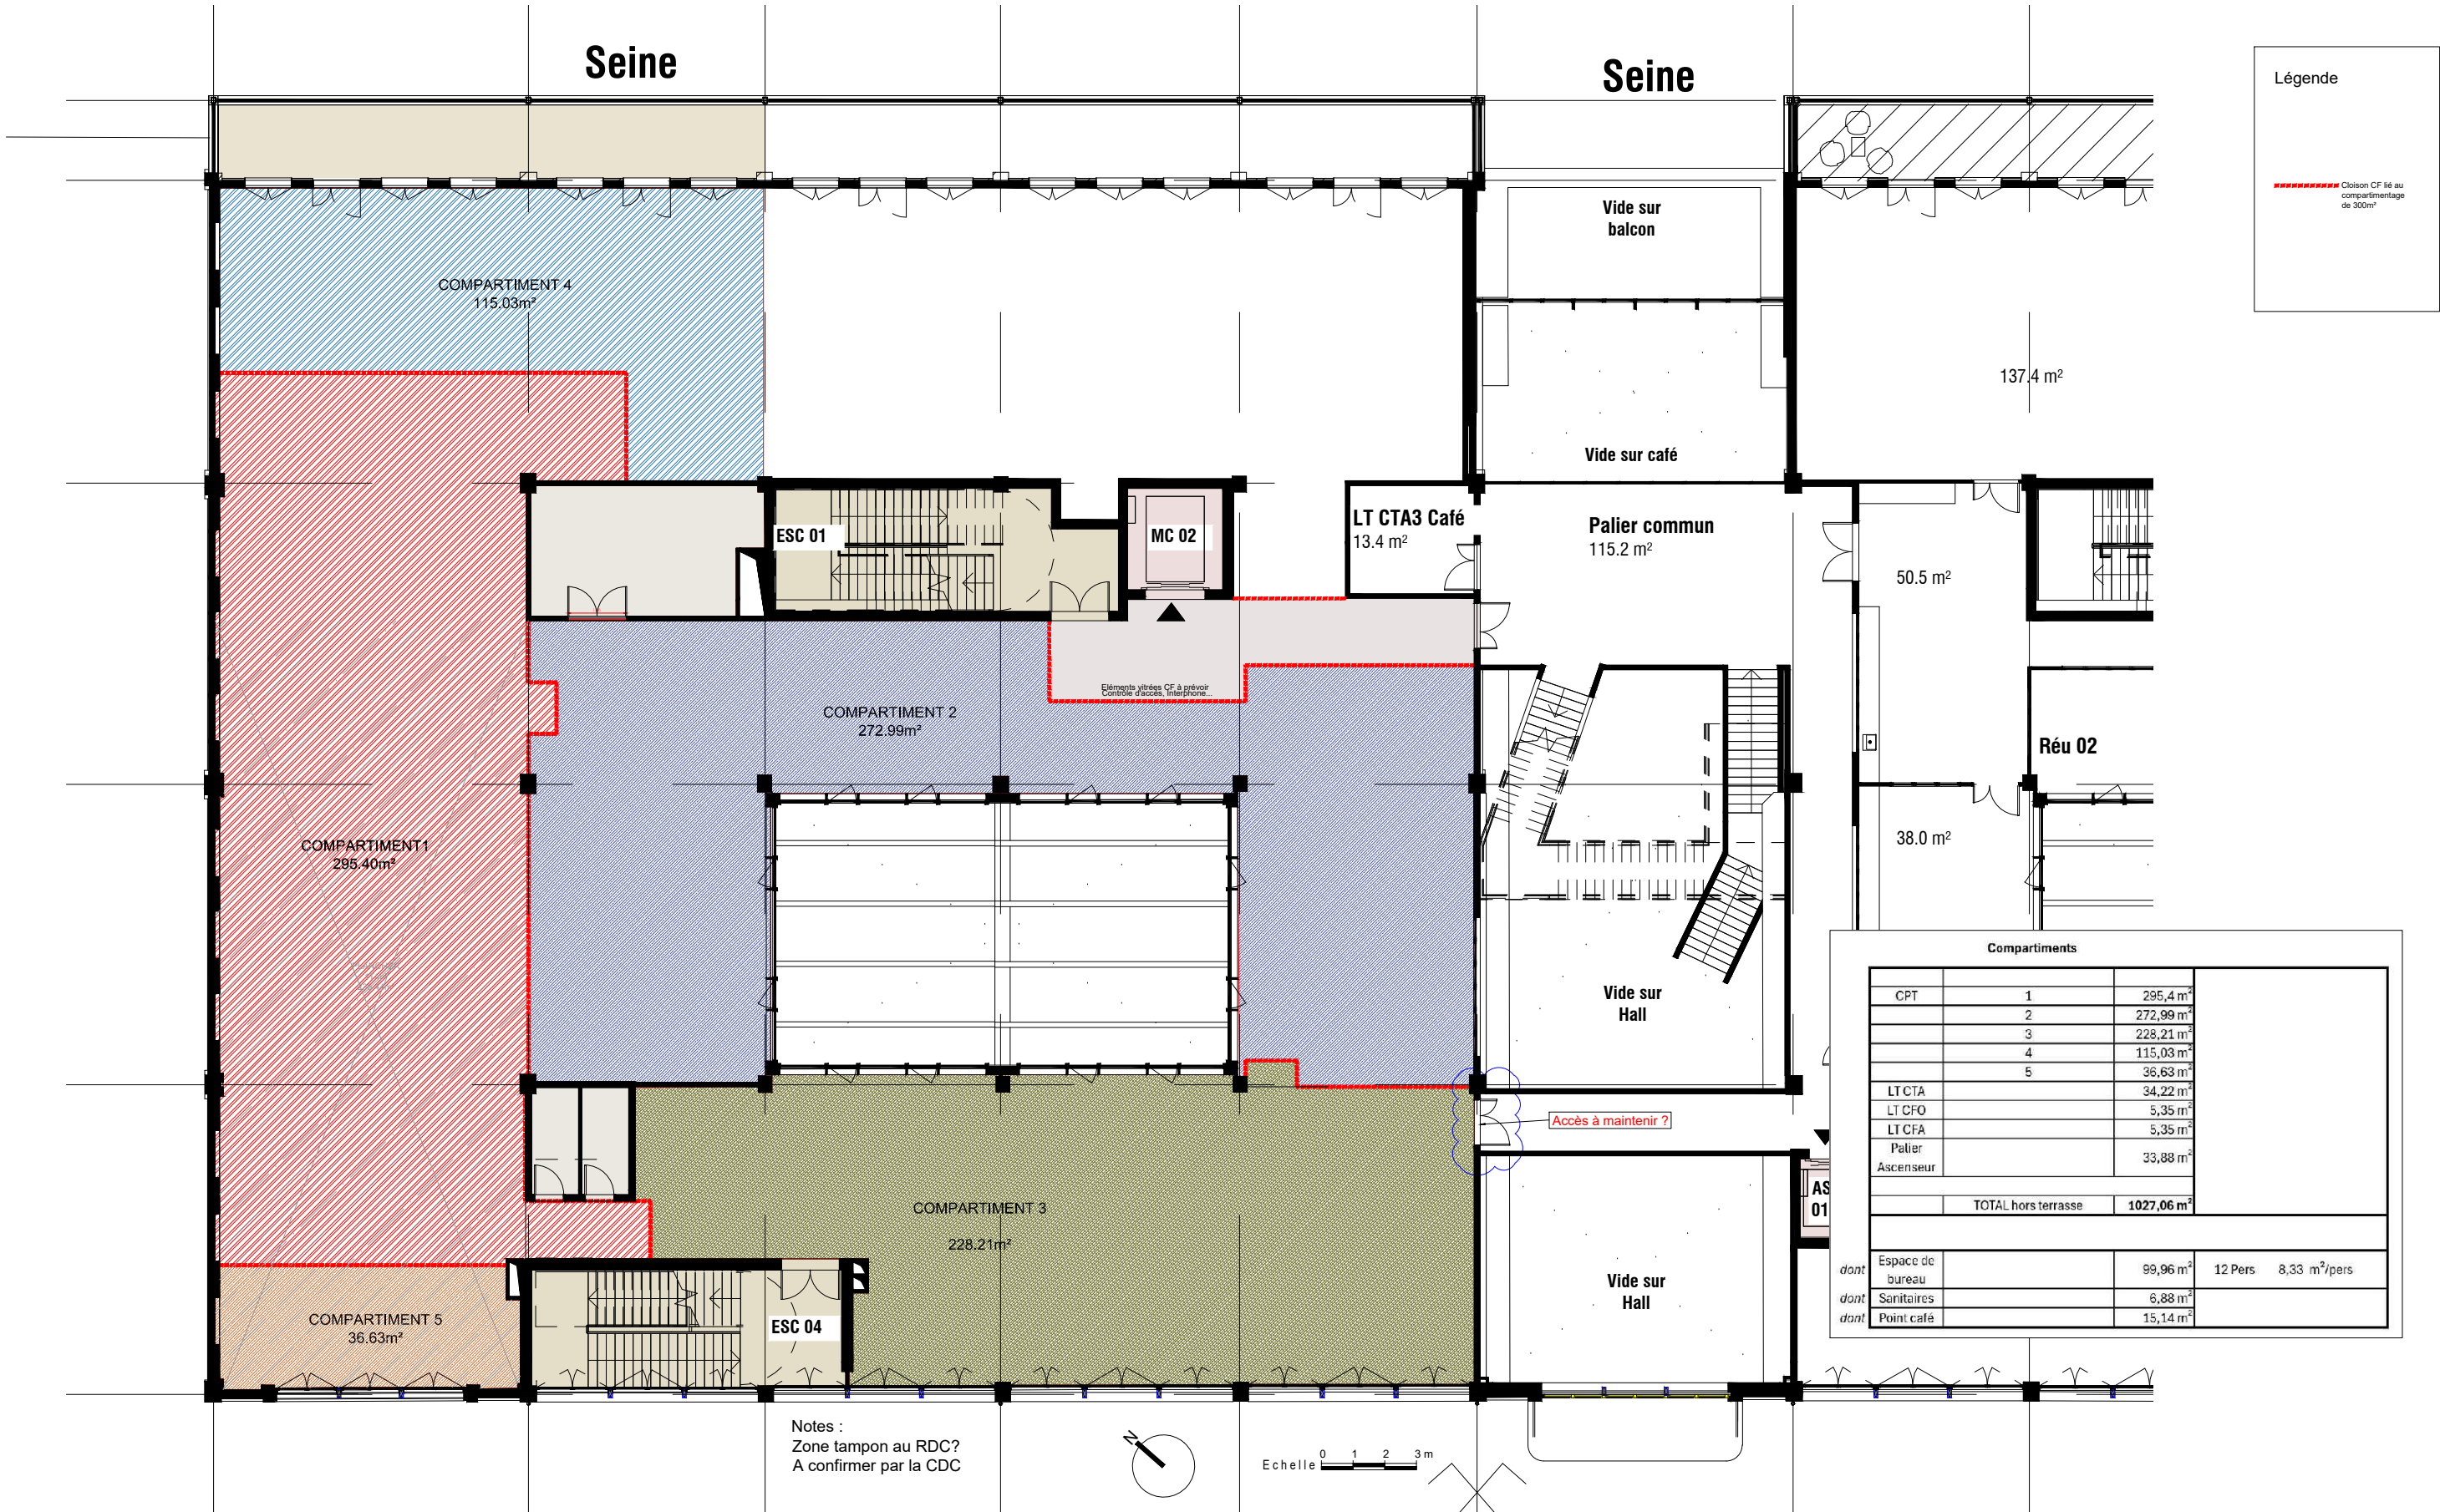 Seine
Seine
Légende
Cloison CF lié au
compartimentage
de 300m²
Vide sur
balcon
COMPARTIMENT 4
115.03m²
137.4 m²
Vide sur café
ESC 01
MC 02
LT CTA3 Café
13.4 m²
Palier commun
115.2 m²
50.5 m²
Eléments vitrées CF à prévoir
Contrôle d'accès, Interphone...
COMPARTIMENT 2
272.99m²
Réu 02
COMPARTIMENT1
295.40m²
38.0 m²
Vide sur
Hall
Accès à maintenir ?
COMPARTIMENT 3
228.21m²
AS
01
Vide sur
Hall
COMPARTIMENT 5
36.63m²
ESC 04
Compartiments
CPT 1 295,4 m²
2 272,99 m²
3 228,21 m²
4 115,03 m²
5 36,63 m²
LT CTA 34,22 m²
LT CFO 5,35 m²
LT CFA 5,35 m²
Palier
Ascenseur 33,88 m²
TOTAL hors terrasse 1027,06 m²
dont Espace de
bureau 99,96 m² 12 Pers 8,33 m²/pers
dont Sanitaires 6,88 m²
dont Point café 15,14 m²
Notes :
Zone tampon au RDC?
A confirmer par la CDC
N
Echelle 0 1 2 3 m